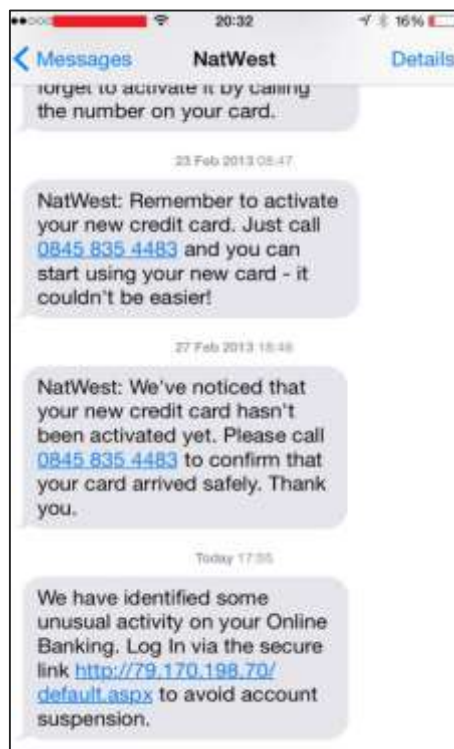 20:32
16%
Messages
NatWest
Details
forget to activate it by calling
the number on your card.
23 Feb 2013 08:47
NatWest: Remember to activate
your new credit card. Just call
0845 835 4483 and you can
start using your new card - it
couldn't be easier!
27 Feb 2013 18:48
NatWest: We've noticed that
your new credit card hasn't
been activated yet. Please call
0845 835 4483 to confirm that
your card arrived safely. Thank
you.
Today 17:55
We have identified some
unusual activity on your Online
Banking. Log In via the secure
link http://79.170.198.70/
default.aspx to avoid account
suspension.